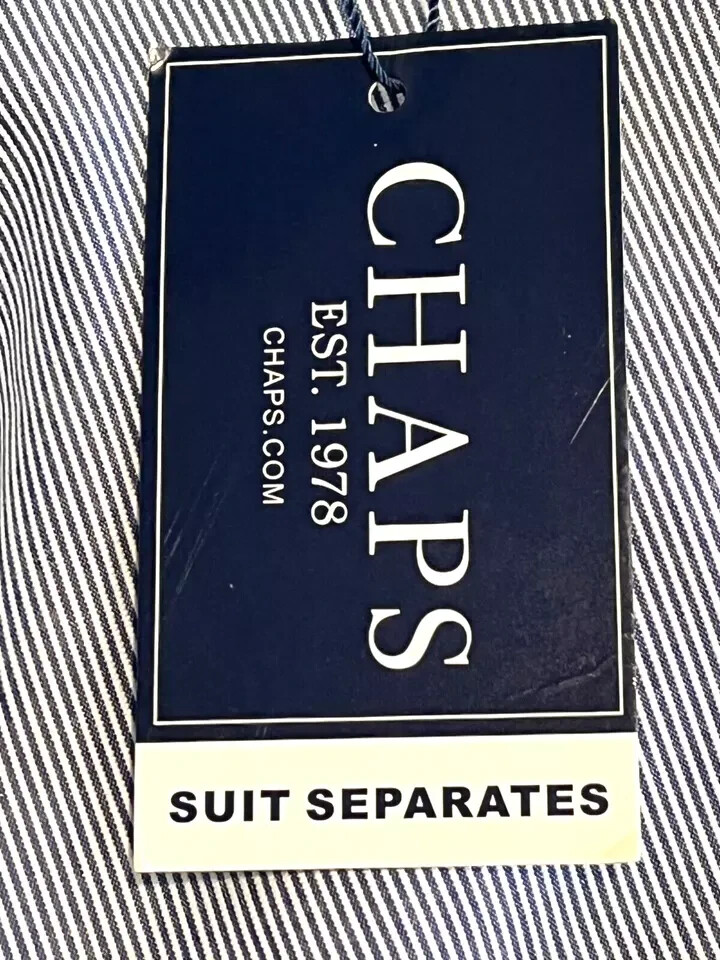 CHAPS
EST. 1978
CHAPS.COM
SUIT SEPARATES